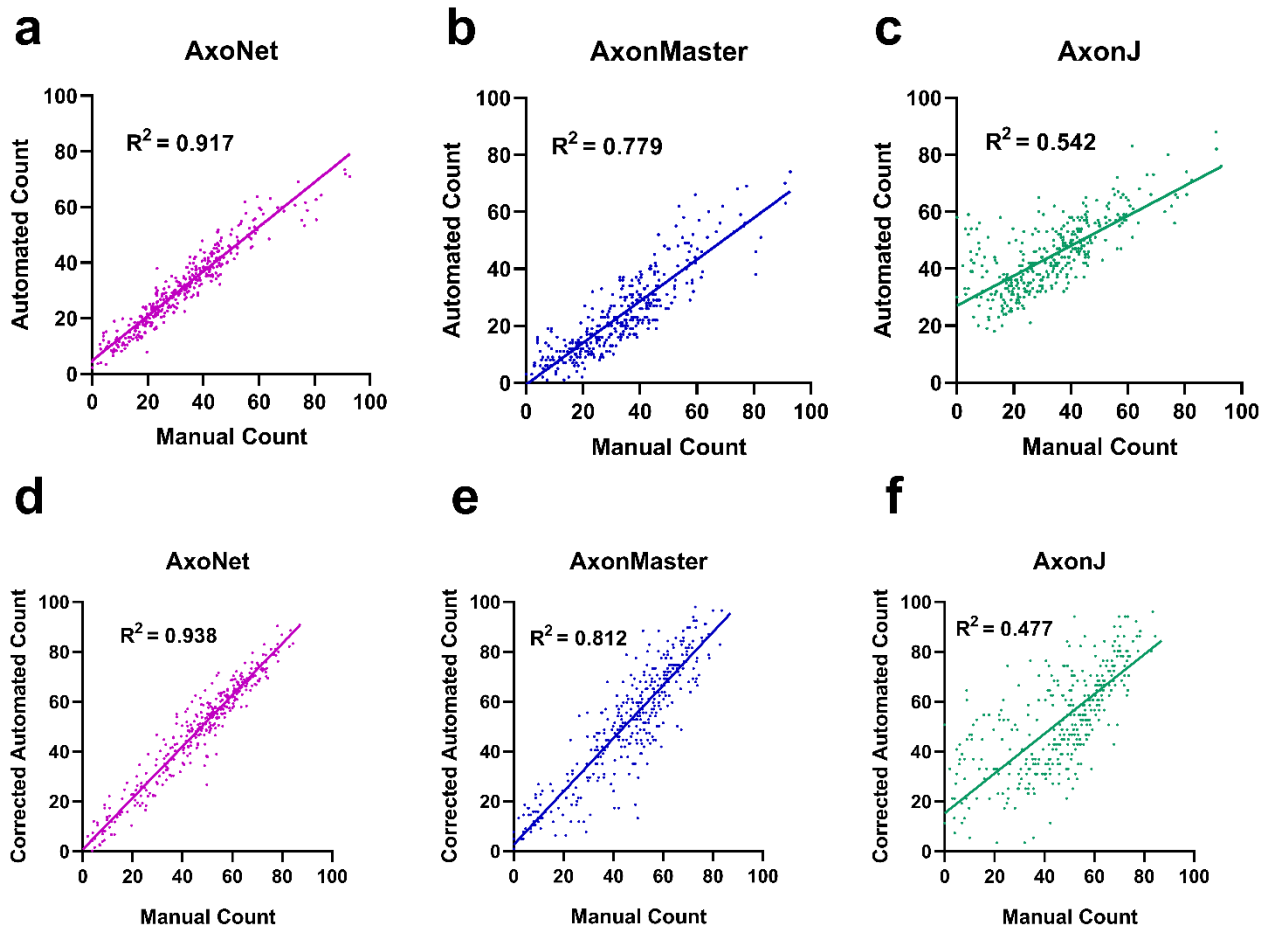 a
AxoNet
R² = 0.917
100
80
60
40
20
0
Automated Count
0 20 40 60 80 100
Manual Count
b
AxonMaster
R² = 0.779
100
80
60
40
20
0
Automated Count
0 20 40 60 80 100
Manual Count
c
AxonJ
R² = 0.542
100
80
60
40
20
0
Automated Count
0 20 40 60 80 100
Manual Count
d
AxoNet
R² = 0.938
100
80
60
40
20
0
Corrected Automated Count
0 20 40 60 80 100
Manual Count
e
AxonMaster
R² = 0.812
100
80
60
40
20
0
Corrected Automated Count
0 20 40 60 80 100
Manual Count
f
AxonJ
R² = 0.477
100
80
60
40
20
0
Corrected Automated Count
0 20 40 60 80 100
Manual Count